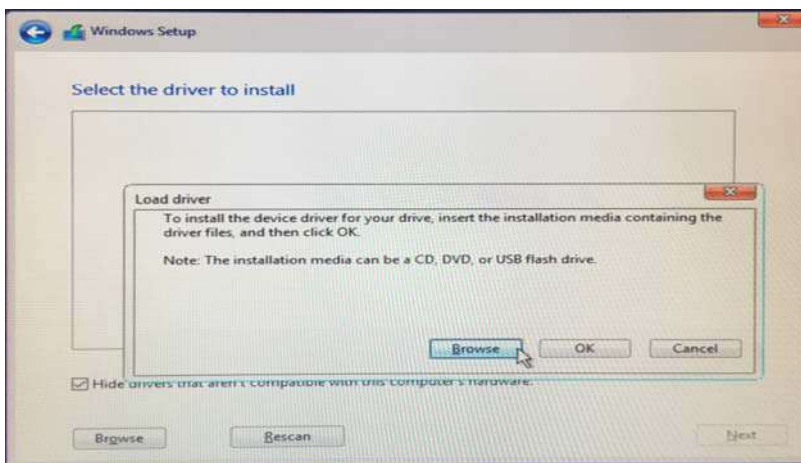 Windows Setup
Select the driver to install
Load driver
To install the device driver for your drive, insert the installation media containing the
driver files, and then click OK.
Note: The installation media can be a CD, DVD, or USB flash drive.
Browse OK Cancel
Hide drivers that aren't compatible with this computer's hardware.
Browse Rescan Next